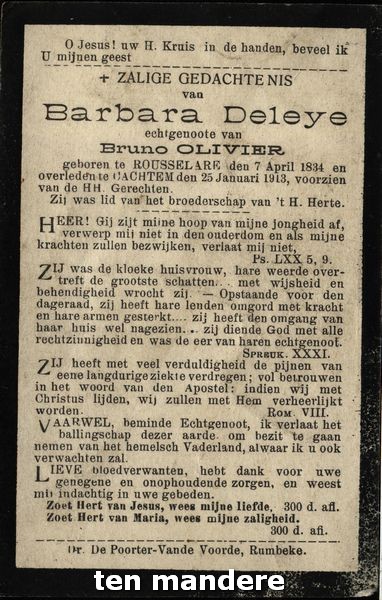 O Jesus! uw H. Kruis in de handen, beveel ik
U mijnen geest
+ ZALIGE GEDACHTENIS
van
Barbara Deleye
echtgenoote van
Bruno OLIVIER
geboren te ROUSSELARE den 7 April 1834 en
overleden te CACHTEM den 25 Januari 1913, voorzien
van de HH. Gerechten.
Zij was lid van het broederschap van 't H. Herte.
HEER! Gij zijt mijne hoop van mijne jongheid af,
verwerp mij niet in den ouderdom en als mijne
krachten zullen bezwijken, verlaat mij niet,
Ps. LXX 5, 9.
ZIJ was de kloeke huisvrouw, hare weerde over-
treft de grootste schatten... met wijsheid en
behendigheid wrocht zij. — Opstaande voor den
dageraad, zij heeft hare lenden omgord met kracht
en hare armen gesterkt.... zij heeft den omgang van
haar huis wel nagezien... zij diende God met alle
rechtzinnigheid en was de eer van haren echtgenoot.
SPREUK. XXXI.
ZIJ heeft met veel verduldigheid de pijnen van
eene langdurige ziekte verdregen; vol betrouwen
in het woord van den Apostel: indien wij met
Christus lijden, wij zullen met Hem verheerlijkt
worden. ROM. VIII.
VAARWEL, beminde Echtgenoot, ik verlaat het
ballingschap dezer aarde om bezit te gaan
nemen van het hemelsch Vaderland, alwaar ik u ook
verwachten zal.
LIEVE bloedverwanten, hebt dank voor uwe
genegene en onophoudende zorgen, en weest
mij indachtig in uwe gebeden.
Zoet Hert van Jesus, wees mijne liefde. 300 d. afl.
Zoet Hert van Maria, wees mijne zaligheid.
300 d. afl.
Dr. De Poorter-Vande Voorde, Rumbeke.
ten mandere